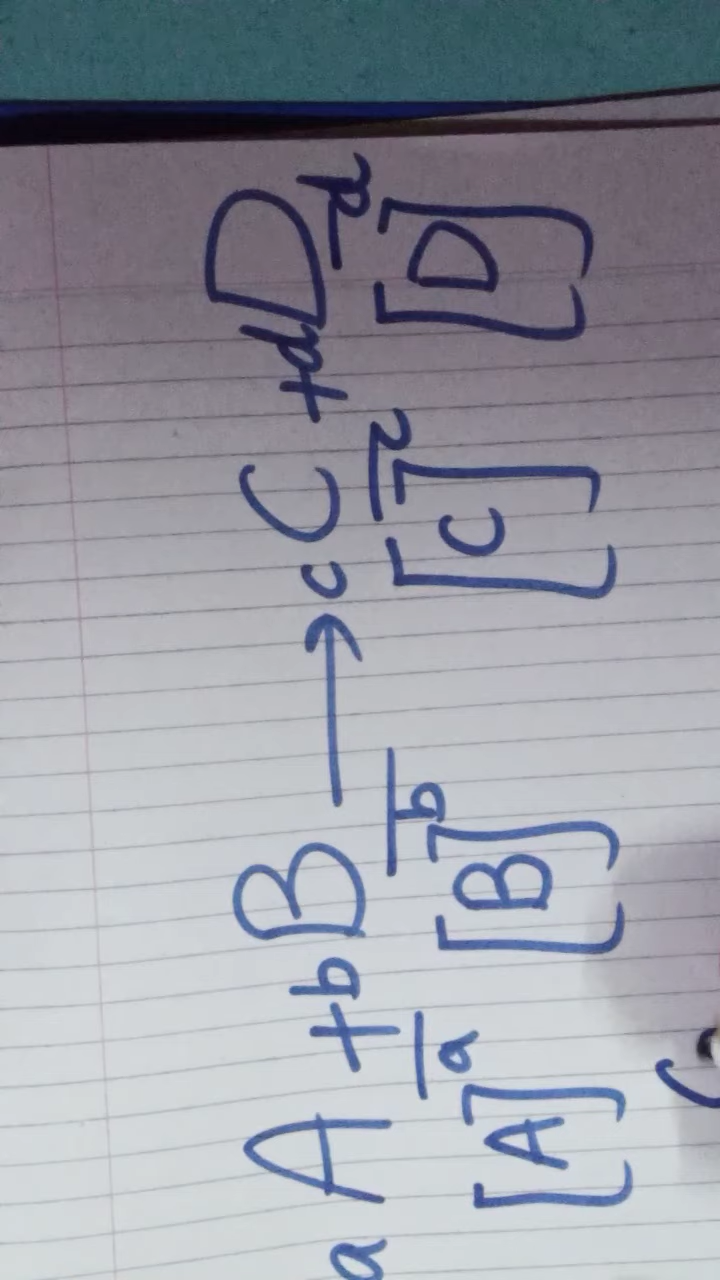 aA + bB → cC + dD
[A]^a [B]^b [C]^c [D]^d